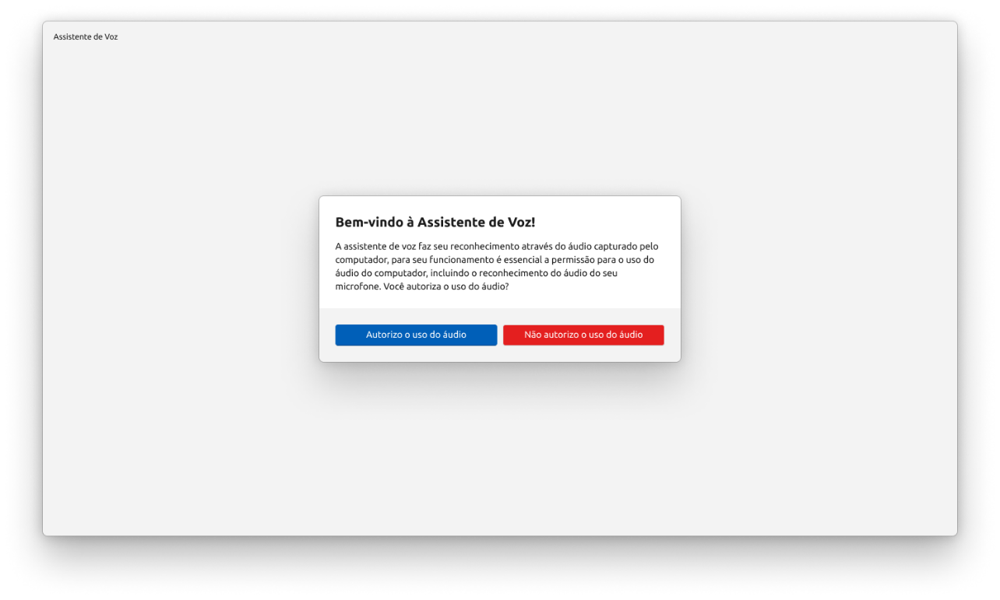 Assistente de Voz
Bem-vindo à Assistente de Voz!
A assistente de voz faz seu reconhecimento através do áudio capturado pelo
computador, para seu funcionamento é essencial a permissão para o uso do
áudio do computador, incluindo o reconhecimento do áudio do seu
microfone. Você autoriza o uso do áudio?
Autorizo o uso do áudio
Não autorizo o uso do áudio